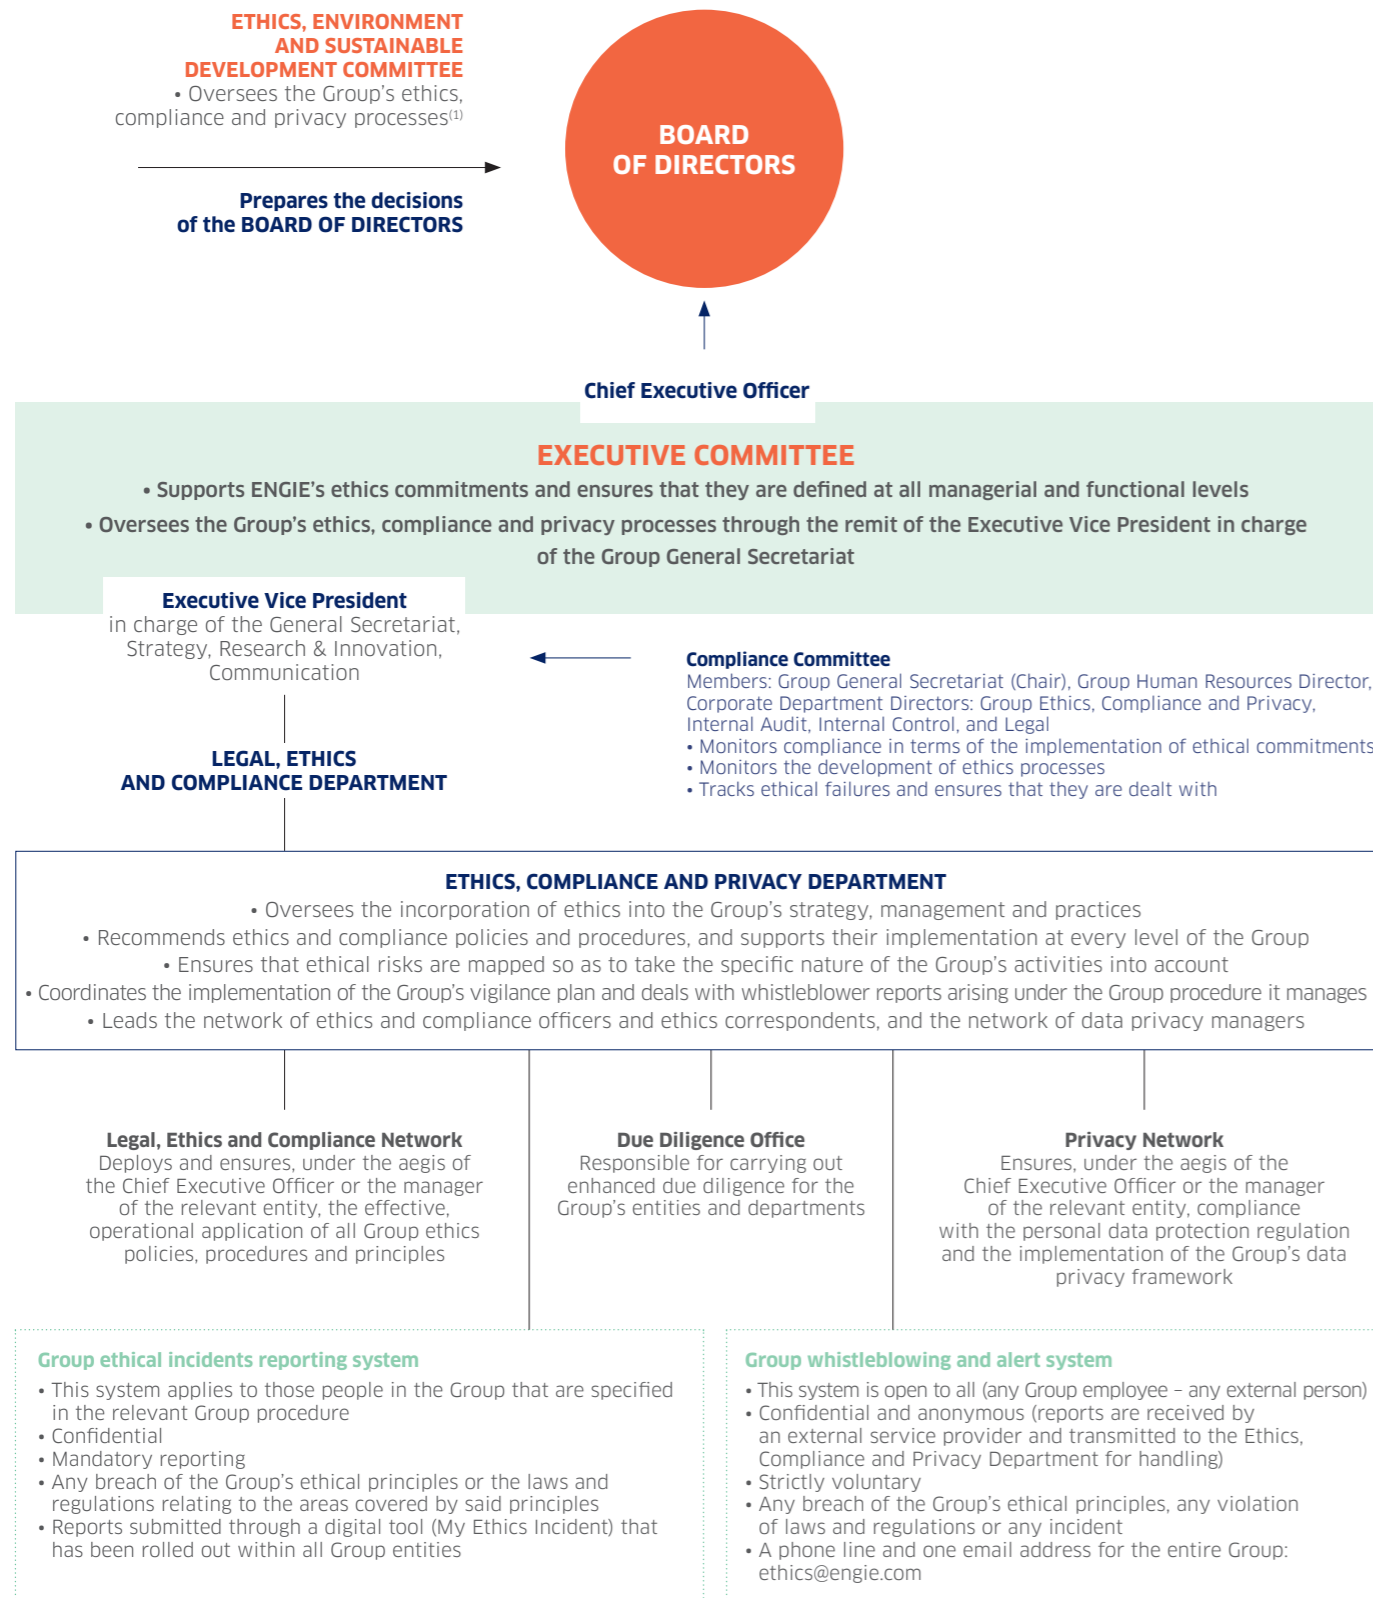 ETHICS, ENVIRONMENT
AND SUSTAINABLE
DEVELOPMENT COMMITTEE
• Oversees the Group's ethics,
compliance and privacy processes(1)
Prepares the decisions
of the BOARD OF DIRECTORS
BOARD
OF DIRECTORS
Chief Executive Officer
EXECUTIVE COMMITTEE
• Supports ENGIE's ethics commitments and ensures that they are defined at all managerial and functional levels
• Oversees the Group's ethics, compliance and privacy processes through the remit of the Executive Vice President in charge
of the Group General Secretariat
Executive Vice President
in charge of the General Secretariat,
Strategy, Research & Innovation,
Communication
Compliance Committee
Members: Group General Secretariat (Chair), Group Human Resources Director,
Corporate Department Directors: Group Ethics, Compliance and Privacy,
Internal Audit, Internal Control, and Legal
• Monitors compliance in terms of the implementation of ethical commitments
• Monitors the development of ethics processes
• Tracks ethical failures and ensures that they are dealt with
LEGAL, ETHICS
AND COMPLIANCE DEPARTMENT
ETHICS, COMPLIANCE AND PRIVACY DEPARTMENT
• Oversees the incorporation of ethics into the Group's strategy, management and practices
• Recommends ethics and compliance policies and procedures, and supports their implementation at every level of the Group
• Ensures that ethical risks are mapped so as to take the specific nature of the Group's activities into account
• Coordinates the implementation of the Group's vigilance plan and deals with whistleblower reports arising under the Group procedure it manages
• Leads the network of ethics and compliance officers and ethics correspondents, and the network of data privacy managers
Legal, Ethics and Compliance Network
Deploys and ensures, under the aegis of
the Chief Executive Officer or the manager
of the relevant entity, the effective,
operational application of all Group ethics
policies, procedures and principles
Due Diligence Office
Responsible for carrying out
enhanced due diligence for the
Group's entities and departments
Privacy Network
Ensures, under the aegis of the
Chief Executive Officer or the manager
of the relevant entity, compliance
with the personal data protection regulation
and the implementation of the Group's data
privacy framework
Group ethical incidents reporting system
• This system applies to those people in the Group that are specified
in the relevant Group procedure
• Confidential
• Mandatory reporting
• Any breach of the Group's ethical principles or the laws and
regulations relating to the areas covered by said principles
• Reports submitted through a digital tool (My Ethics Incident) that
has been rolled out within all Group entities
Group whistleblowing and alert system
• This system is open to all (any Group employee – any external person)
• Confidential and anonymous (reports are received by
an external service provider and transmitted to the Ethics,
Compliance and Privacy Department for handling)
• Strictly voluntary
• Any breach of the Group's ethical principles, any violation
of laws and regulations or any incident
• A phone line and one email address for the entire Group:
ethics@engie.com